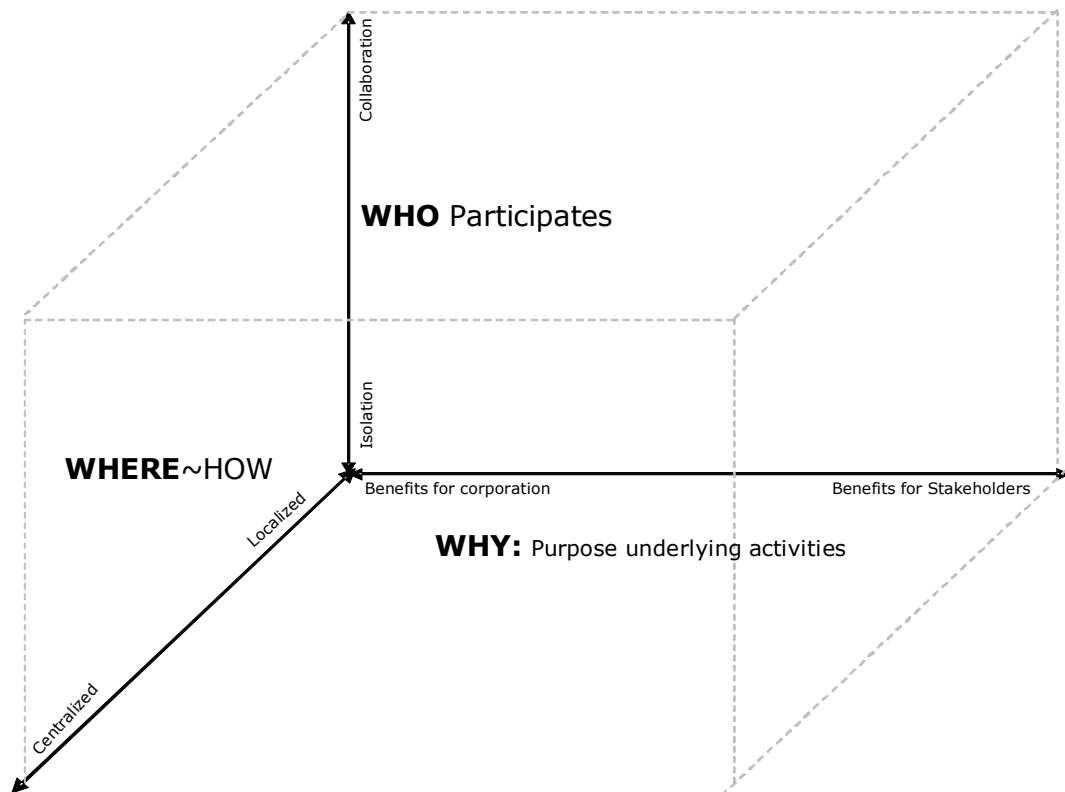 Collaboration
WHO Participates
Isolation
WHERE~HOW
Localized
Benefits for corporation
Benefits for Stakeholders
WHY: Purpose underlying activities
Centralized